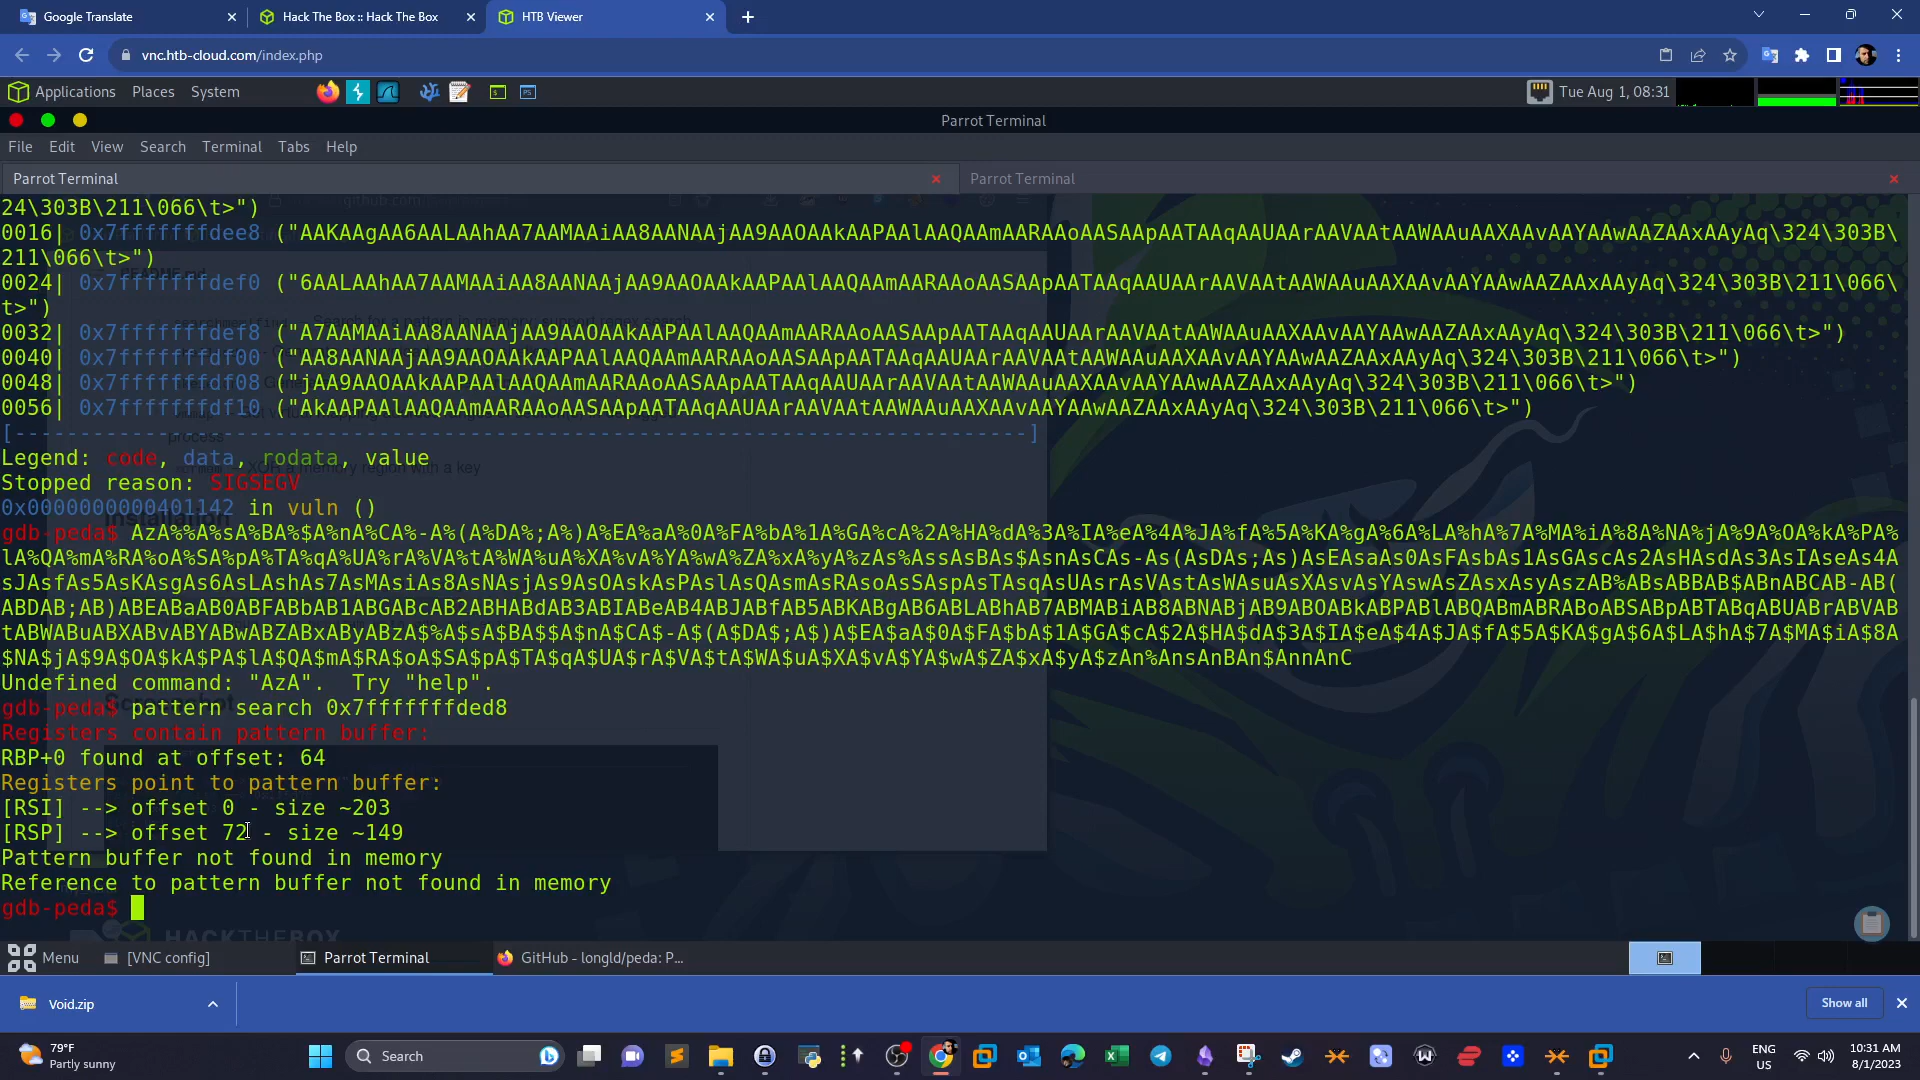 Google Translate
Hack The Box :: Hack The Box
HTB Viewer
vnc.htb-cloud.com/index.php
Applications Places System
Tue Aug 1, 08:31
Parrot Terminal
File Edit View Search Terminal Tabs Help
Parrot Terminal
Parrot Terminal
24\303B\211\066\t>")
0016| 0x7fffffffdee8 ("AAKAAgAA6AALAAhAA7AAMAAiAA8AANAAjAA9AAOAAkAAPAAlAAQAAmAARAAoAASAApAATAAqAAUAArAAVAAtAAWAAuAAXAAvAAYAAwAAZAAxAAyAq\324\303B\
211\066\t>")
0024| 0x7fffffffdef0 ("6AALAAhAA7AAMAAiAA8AANAAjAA9AAOAAkAAPAAlAAQAAmAARAAoAASAApAATAAqAAUAArAAVAAtAAWAAuAAXAAvAAYAAwAAZAAxAAyAq\324\303B\211\066\
t>")
0032| 0x7fffffffdef8 ("A7AAMAAiAA8AANAAjAA9AAOAAkAAPAAlAAQAAmAARAAoAASAApAATAAqAAUAArAAVAAtAAWAAuAAXAAvAAYAAwAAZAAxAAyAq\324\303B\211\066\t>")
0040| 0x7fffffffdf00 ("AA8AANAAjAA9AAOAAkAAPAAlAAQAAmAARAAoAASAApAATAAqAAUAArAAVAAtAAWAAuAAXAAvAAYAAwAAZAAxAAyAq\324\303B\211\066\t>")
0048| 0x7fffffffdf08 ("jAA9AAOAAkAAPAAlAAQAAmAARAAoAASAApAATAAqAAUAArAAVAAtAAWAAuAAXAAvAAYAAwAAZAAxAAyAq\324\303B\211\066\t>")
0056| 0x7fffffffdf10 ("AkAAPAAlAAQAAmAARAAoAASAApAATAAqAAUAArAAVAAtAAWAAuAAXAAvAAYAAwAAZAAxAAyAq\324\303B\211\066\t>")
[------------------------------------------------------------------------------]
Legend: code, data, rodata, value
Stopped reason: SIGSEGV
0x0000000000401142 in vuln ()
gdb-peda$ AzA%%A%sA%BA%$A%nA%CA%-A%(A%DA%;A%)A%EA%aA%0A%FA%bA%1A%GA%cA%2A%HA%dA%3A%IA%eA%4A%JA%fA%5A%KA%gA%6A%LA%hA%7A%MA%iA%8A%NA%jA%9A%OA%kA%PA%
lA%QA%mA%RA%oA%SA%pA%TA%qA%UA%rA%VA%tA%WA%uA%XA%vA%YA%wA%ZA%xA%yA%zAs%AssAsBAs$AsnAsCAs-As(AsDAs;As)AsEAsaAs0AsFAsbAs1AsGAscAs2AsHAsdAs3AsIAseAs4A
sJAsfAs5AsKAsgAs6AsLAshAs7AsMAsiAs8AsNAsjAs9AsOAskAsPAslAsQAsmAsRAsoAsSAspAsTAsqAsUAsrAsVAstAsWAsuAsXAsvAsYAswAsZAsxAsyAszAB%ABsABBAB$ABnABCAB-AB(
ABDAB;AB)ABEABaAB0ABFABbAB1ABGABcAB2ABHABdAB3ABIABeAB4ABJABfAB5ABKABgAB6ABLABhAB7ABMABiAB8ABNABjAB9ABOABkABPABlABQABmABRABoABSABpABTABqABUABrABVAB
tABWABuABXABvABYABwABZABxAByABzA$%A$sA$BA$$A$nA$CA$-A$(A$DA$;A$)A$EA$aA$0A$FA$bA$1A$GA$cA$2A$HA$dA$3A$IA$eA$4A$JA$fA$5A$KA$gA$6A$LA$hA$7A$MA$iA$8A
$NA$jA$9A$OA$kA$PA$lA$QA$mA$RA$oA$SA$pA$TA$qA$UA$rA$VA$tA$WA$uA$XA$vA$YA$wA$ZA$xA$yA$zAn%AnsAnBAn$AnnAnC
Undefined command: "AzA".  Try "help".
gdb-peda$ pattern search 0x7fffffffded8
Registers contain pattern buffer:
RBP+0 found at offset: 64
Registers point to pattern buffer:
[RSI] --> offset 0 - size ~203
[RSP] --> offset 72 - size ~149
Pattern buffer not found in memory
Reference to pattern buffer not found in memory
gdb-peda$
HACKTHEBOX
Menu
[VNC config]
Parrot Terminal
GitHub - longld/peda: P...
Void.zip
Show all
79°F
Partly sunny
Search
ENG
US
10:31 AM
8/1/2023